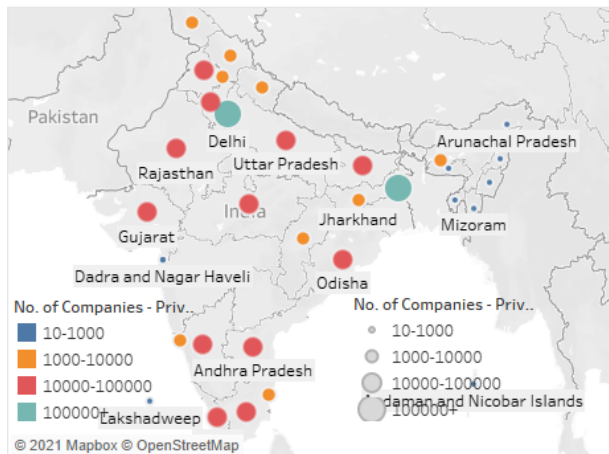 Pakistan
Delhi
Arunachal Pradesh
Uttar Pradesh
Rajasthan
India
Jharkhand
Mizoram
Gujarat
Dadra and Nagar Haveli
Odisha
No. of Companies - Priv..
10-1000
1000-10000
10000-100000
100000+
No. of Companies - Priv..
10-1000
1000-10000
10000-100000
100000+
Andhra Pradesh
Lakshadweep
daman and Nicobar Islands
© 2021 Mapbox © OpenStreetMap